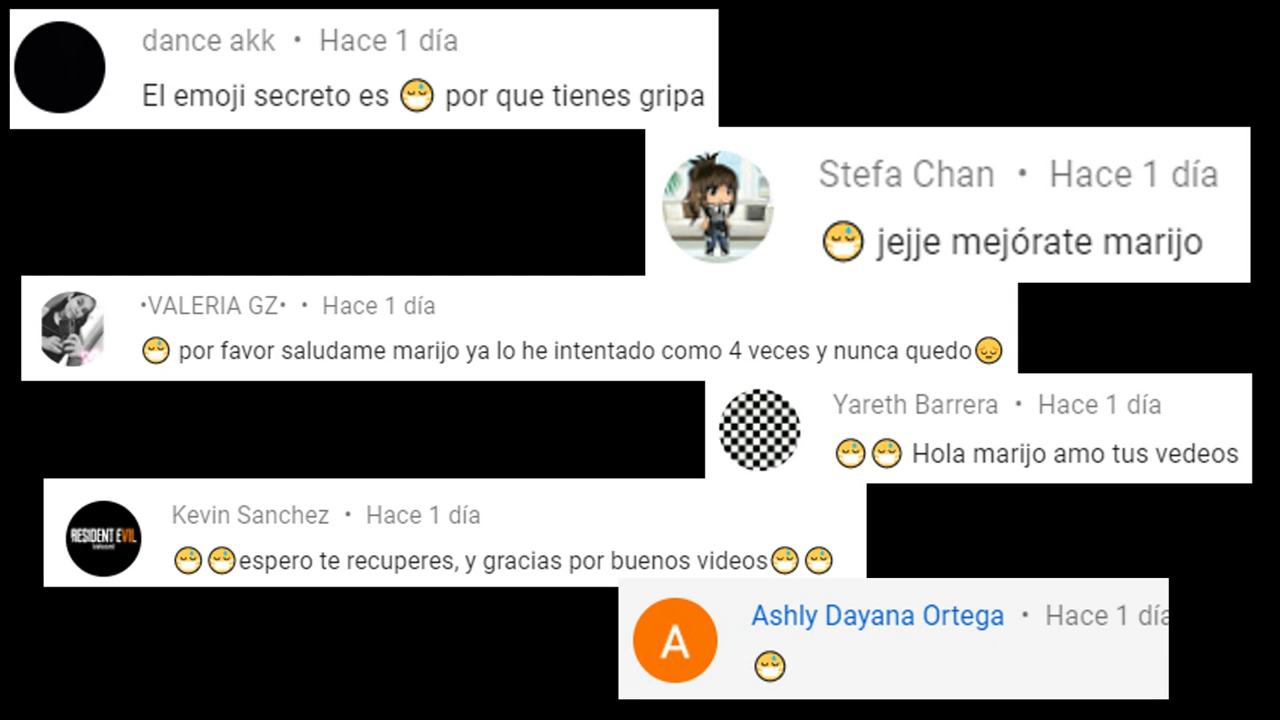 dance akk • Hace 1 día
El emoji secreto es 😷 por que tienes gripa
Stefa Chan • Hace 1 día
😷 jejje mejórate marijo
•VALERIA GZ• • Hace 1 día
😷 por favor saludame marijo ya lo he intentado como 4 veces y nunca quedo😞
Yareth Barrera • Hace 1 día
😷😷 Hola marijo amo tus vedeos
RESIDENT EVIL
Kevin Sanchez • Hace 1 día
😷😷espero te recuperes, y gracias por buenos videos😷😷
A
Ashly Dayana Ortega • Hace 1 día
😷